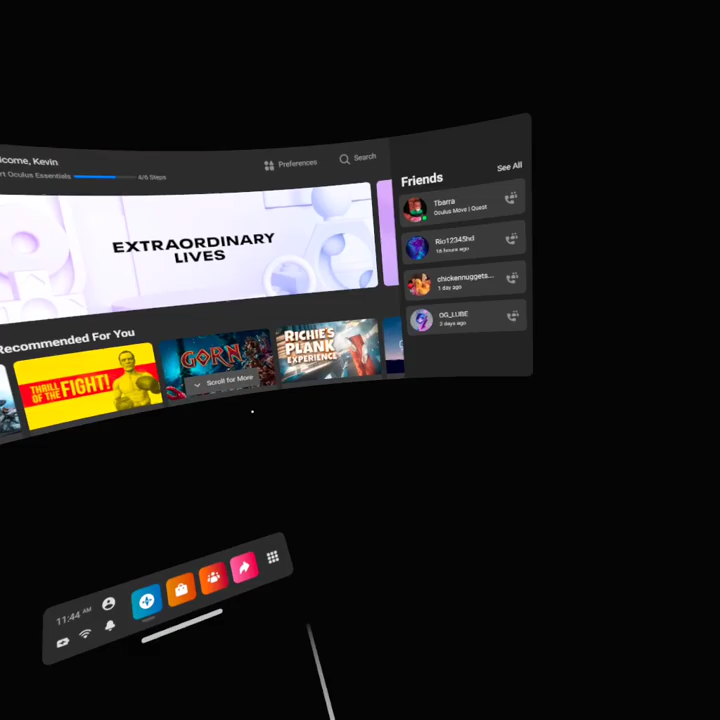 come, Kevin
rt Oculus Essentials 4/6 Steps
Preferences
Search
EXTRAORDINARY
LIVES
Friends
See All
Tbarra
Oculus Move | Quest
Rio12345hd
16 hours ago
chickennuggets...
1 day ago
OG_LUBE
2 days ago
Recommended For You
THRILL
OF THE FIGHT!
GORN
Scroll for More
RICHIE'S
PLANK
EXPERIENCE
11:44 AM